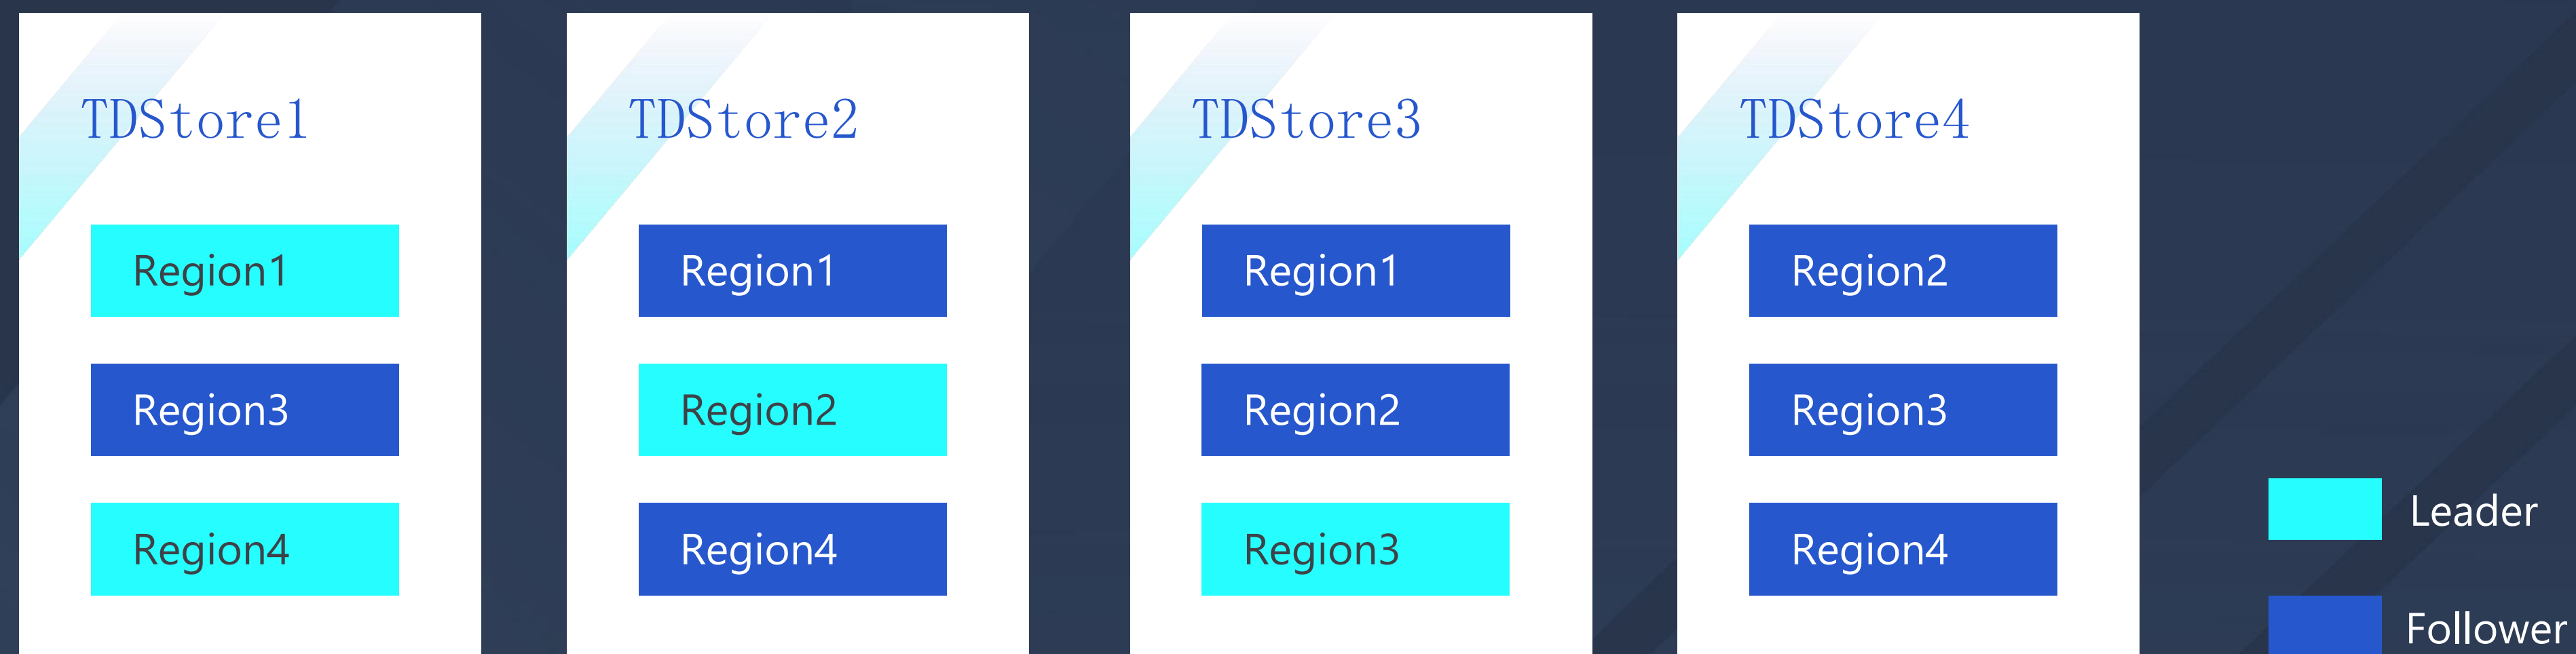 TDStore1
Region1
Region3
Region4
TDStore2
Region1
Region2
Region4
TDStore3
Region1
Region2
Region3
TDStore4
Region2
Region3
Region4
Leader
Follower